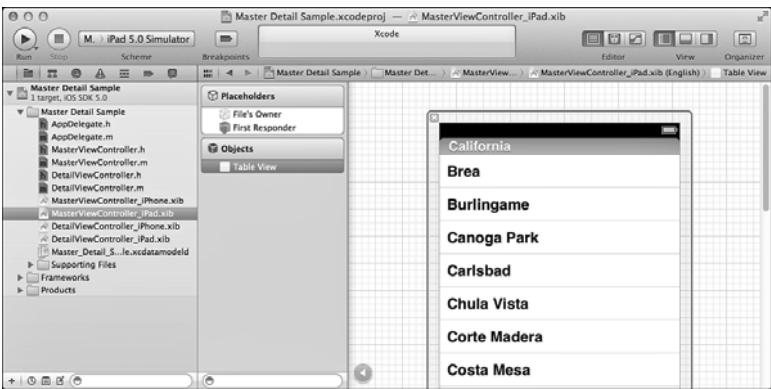 Master Detail Sample.xcodeproj — MasterViewController_iPad.xib
M. › iPad 5.0 Simulator
Xcode
Run
Stop
Scheme
Breakpoints
Editor
View
Organizer
Master Detail Sample
Master Det...
MasterView...
MasterViewController_iPad.xib (English)
Table View
Master Detail Sample
1 target, iOS SDK 5.0
Master Detail Sample
AppDelegate.h
AppDelegate.m
MasterViewController.h
MasterViewController.m
DetailViewController.h
DetailViewController.m
MasterViewController_iPhone.xib
MasterViewController_iPad.xib
DetailViewController_iPhone.xib
DetailViewController_iPad.xib
Master_Detail_S...le.xcdatamodeld
Supporting Files
Frameworks
Products
Placeholders
File's Owner
First Responder
Objects
Table View
California
Brea
Burlingame
Canoga Park
Carlsbad
Chula Vista
Corte Madera
Costa Mesa